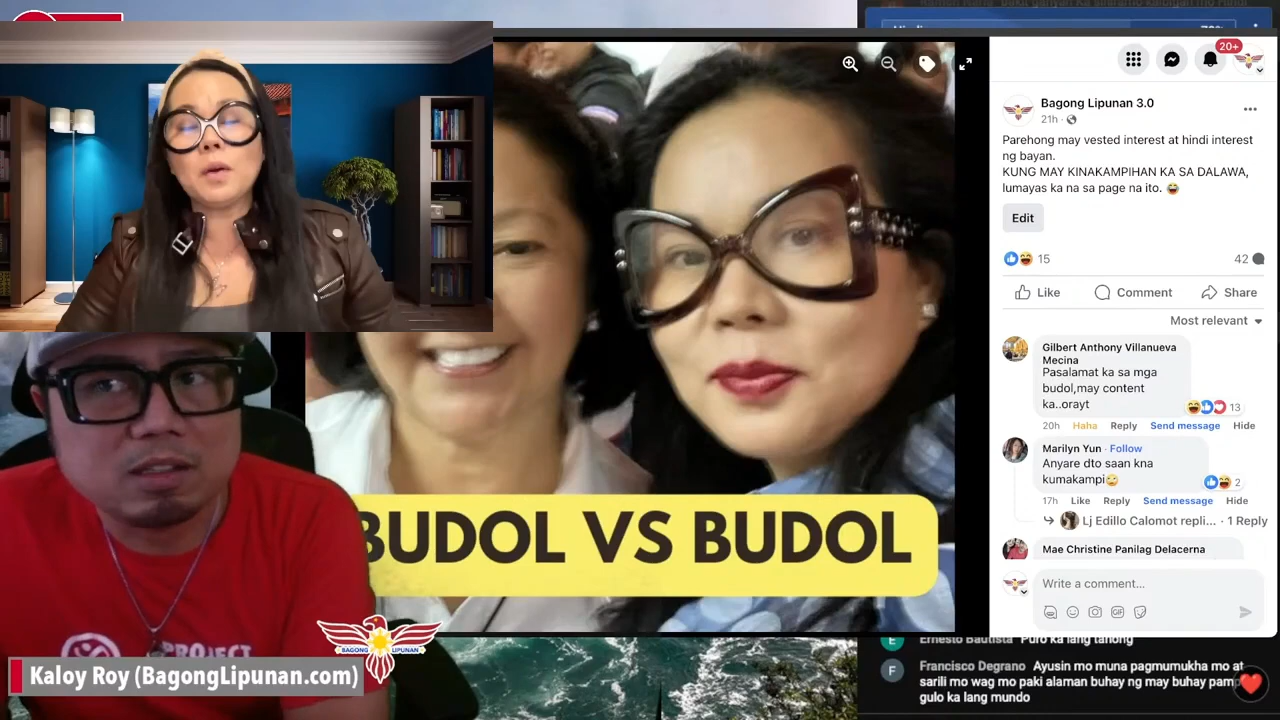 BUDOL VS BUDOL
20+
Bagong Lipunan 3.0
21h
Parehong may vested interest at hindi interest
ng bayan.
KUNG MAY KINAKAMPIHAN KA SA DALAWA,
lumayas ka na sa page na ito. 😂
Edit
15
42
Like
Comment
Share
Most relevant
Gilbert Anthony Villanueva
Mecina
Pasalamat ka sa mga
budol,may content
ka..orayt
13
20h Haha Reply Send message Hide
Marilyn Yun · Follow
Anyare dto saan kna
kumakampi
2
17h Like Reply Send message Hide
Lj Edillo Calomot repli... · 1 Reply
Mae Christine Panilag Delacerna
Write a comment...
GIF
Ernesto Bautista Puro ka lang tanong
F
Francisco Degrano Ayusin mo muna pagmumukha mo at
sarili mo wag mo paki alaman buhay ng may buhay
gulo ka lang mundo
PROJECT
BAGONG LIPUNAN
Kaloy Roy (BagongLipunan.com)